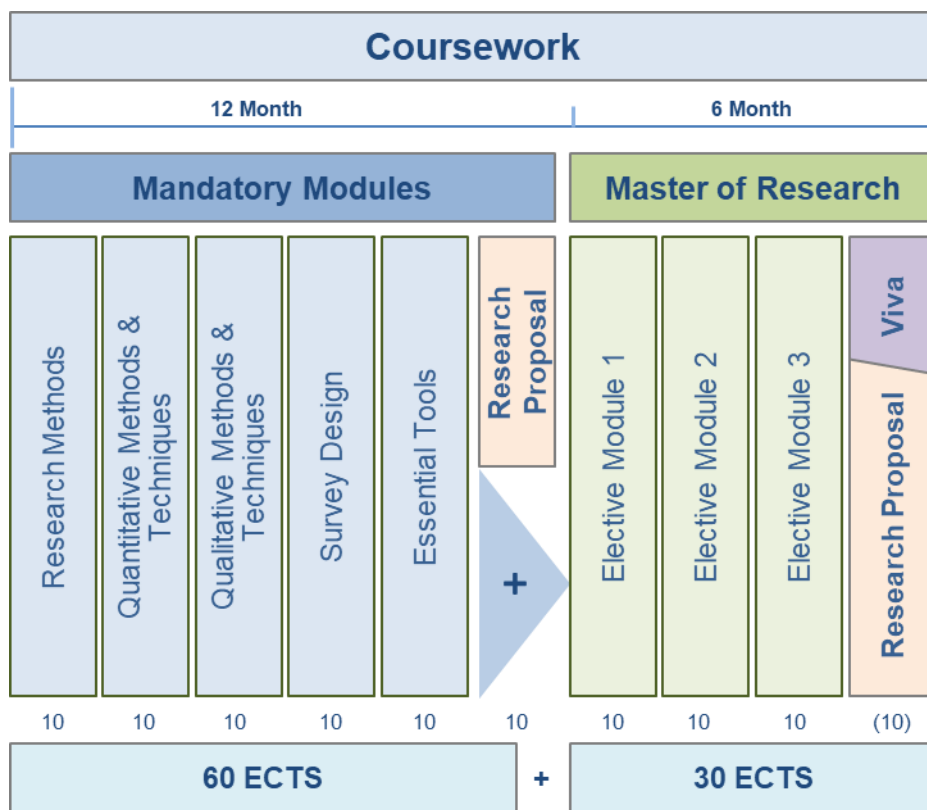 Coursework
12 Month
6 Month
Mandatory Modules
Master of Research
Research Methods
Quantitative Methods &
Techniques
Qualitative Methods &
Techniques
Survey Design
Essential Tools
Research
Proposal
+
Elective Module 1
Elective Module 2
Elective Module 3
Viva
Research Proposal
10 10 10 10 10 10 10 10 10 (10)
60 ECTS + 30 ECTS